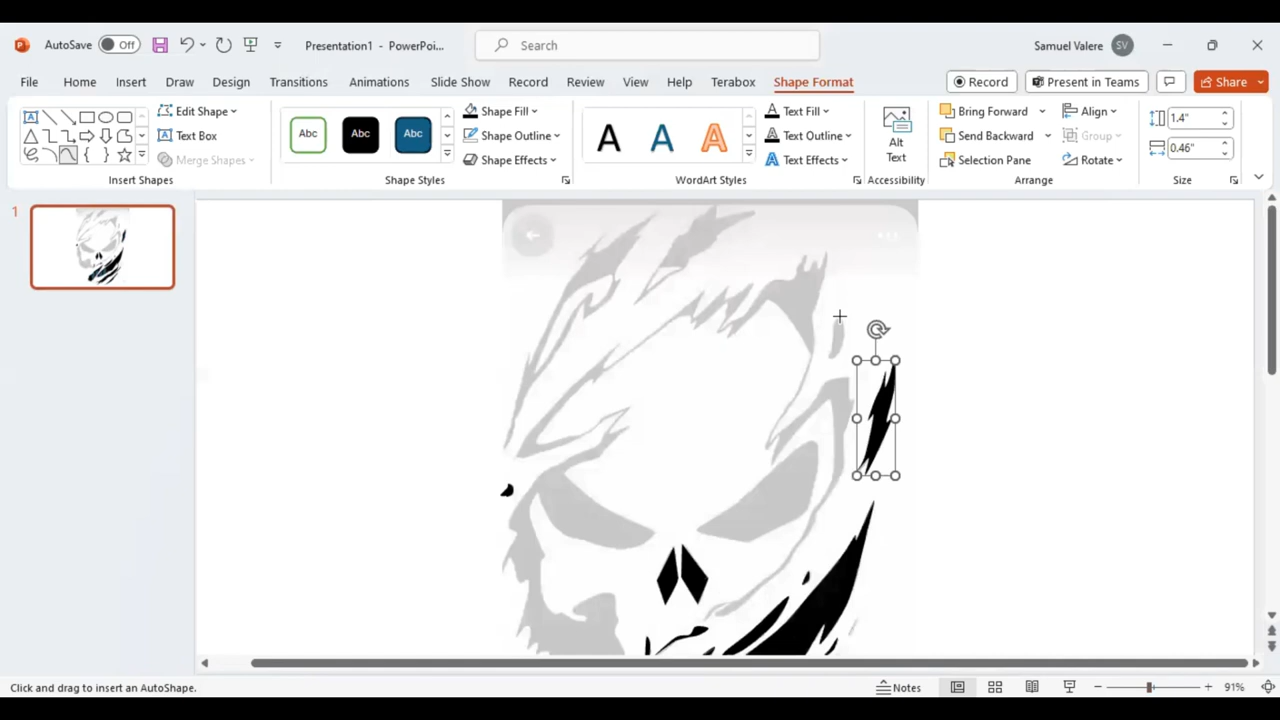 AutoSave Off Presentation1 - PowerPoi... Search Samuel Valere SV
File Home Insert Draw Design Transitions Animations Slide Show Record Review View Help Terabox Shape Format Record Present in Teams Share
Edit Shape
Text Box
Merge Shapes
Insert Shapes
Abc Abc Abc
Shape Fill
Shape Outline
Shape Effects
Shape Styles
A A A
Text Fill
Text Outline
Text Effects
WordArt Styles
Alt
Text
Accessibility
Bring Forward
Send Backward
Selection Pane
Align
Group
Rotate
Arrange
1.4"
0.46"
Size
1
Click and drag to insert an AutoShape. Notes 91%